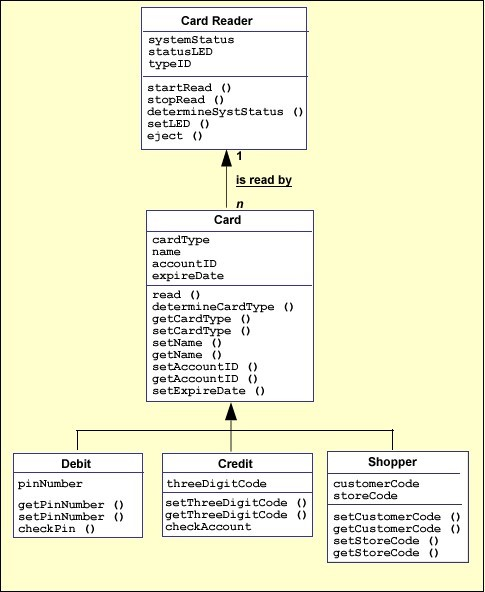 Card Reader
systemStatus
statusLED
typeID
startRead ()
stopRead ()
determineSystStatus ()
setLED ()
eject ()
1
is read by
n
Card
cardType
name
accountID
expireDate
read ()
determineCardType ()
getCardType ()
setCardType ()
setName ()
getName ()
setAccountID ()
getAccountID ()
setExpireDate ()
Debit
pinNumber
getPinNumber ()
setPinNumber ()
checkPin ()
Credit
threeDigitCode
setThreeDigitCode ()
getThreeDigitCode ()
checkAccount
Shopper
customerCode
storeCode
setCustomerCode ()
getCustomerCode ()
setStoreCode ()
getStoreCode ()